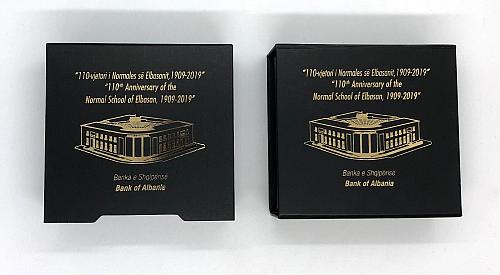 "110-vjetori i Normales së Elbasanit, 1909-2019"
"110th Anniversary of the
Normal School of Elbasan, 1909-2019"
Banka e Shqipërisë
Bank of Albania
"110-vjetori i Normales së Elbasanit, 1909-2019"
"110th Anniversary of the
Normal School of Elbasan, 1909-2019"
Banka e Shqipërisë
Bank of Albania